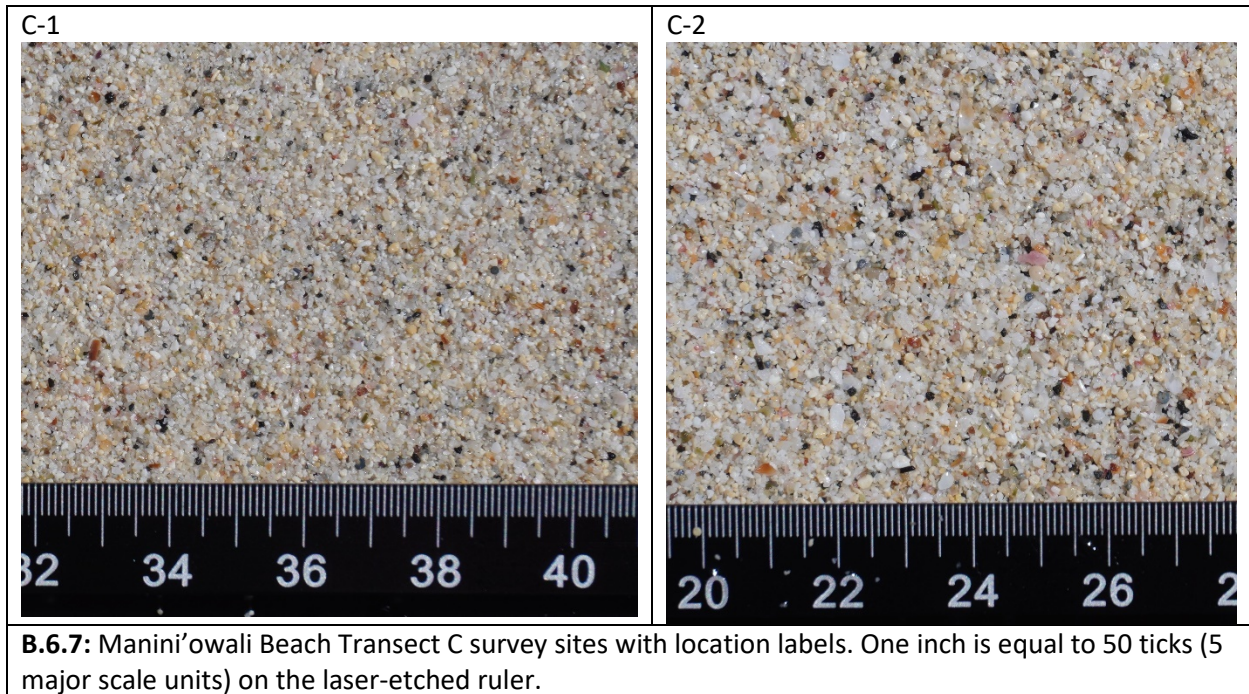 C-1
C-2
32 34 36 38 40
20 22 24 26 2
B.6.7: Manini’owali Beach Transect C survey sites with location labels. One inch is equal to 50 ticks (5
major scale units) on the laser-etched ruler.